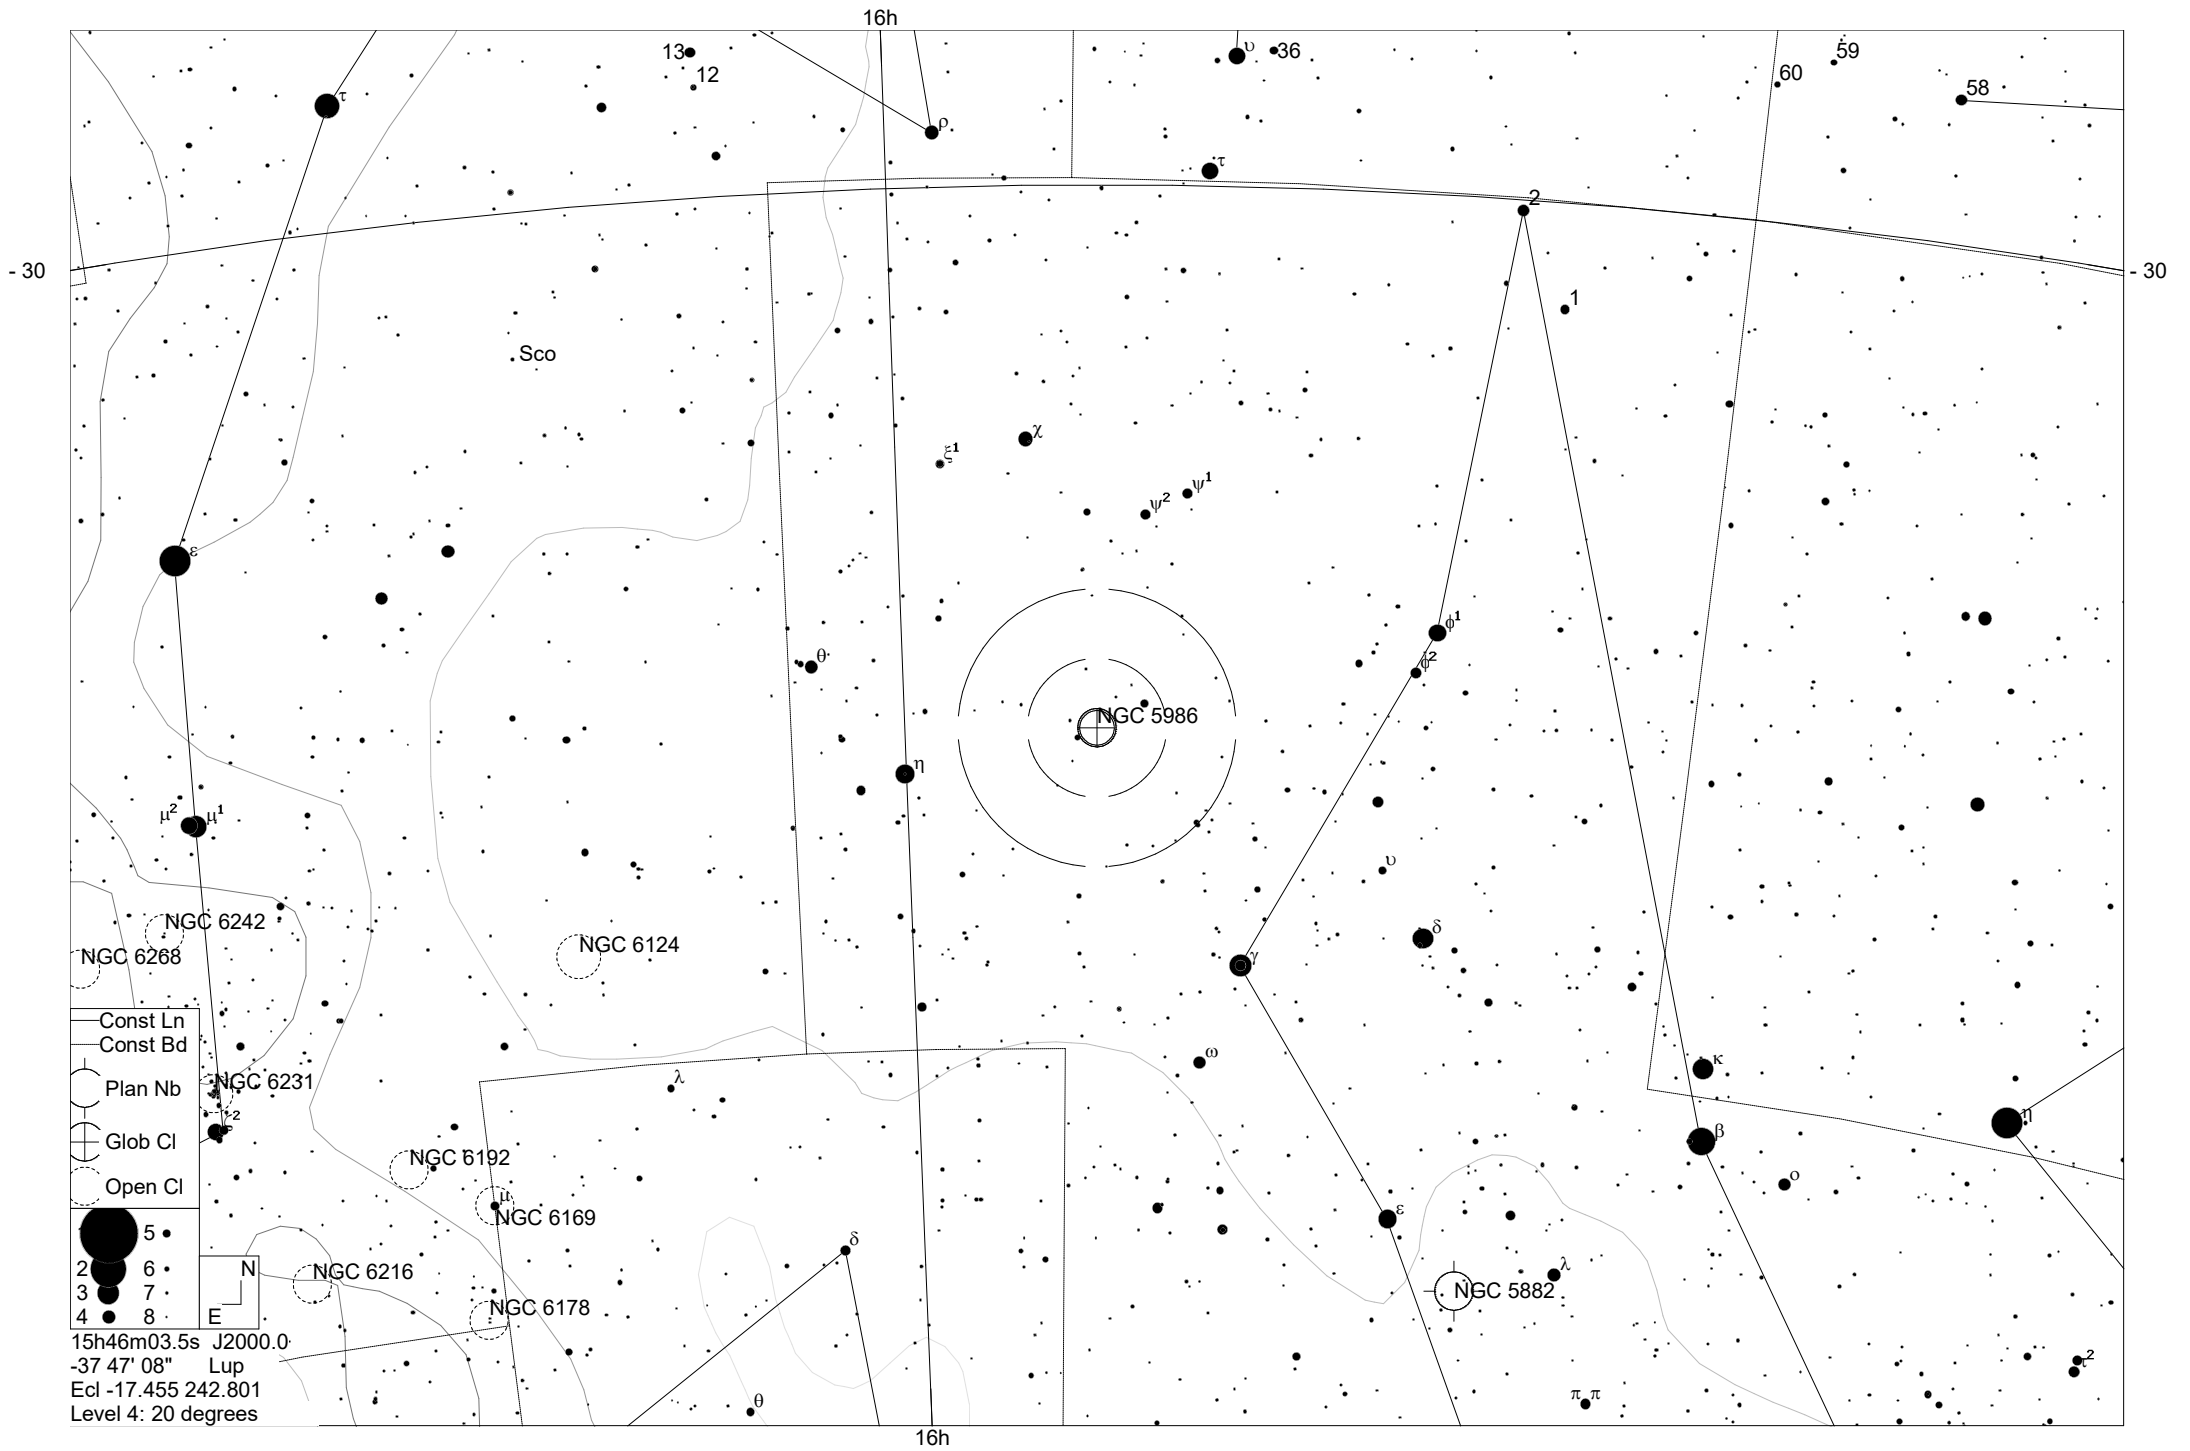 16h
13
12
υ
36
59
60
58
τ
ρ
τ
2
- 30
- 30
1
Sco
χ
ξ1
ψ1
ψ2
ε
φ1
φ2
θ
NGC 5986
η
μ2
μ1
υ
NGC 6242
NGC 6268
NGC 6124
δ
γ
Const Ln
Const Bd
Plan Nb
Glob Cl
Open Cl
ω
κ
λ
NGC 6231
ζ2
η
β
NGC 6192
ο
μ
NGC 6169
ε
δ
5
2 6
3 7
4 8
N
E
NGC 6216
λ
NGC 5882
NGC 6178
15h46m03.5s J2000.0
-37 47' 08" Lup
Ecl -17.455 242.801
Level 4: 20 degrees
τ2
π π
θ
16h